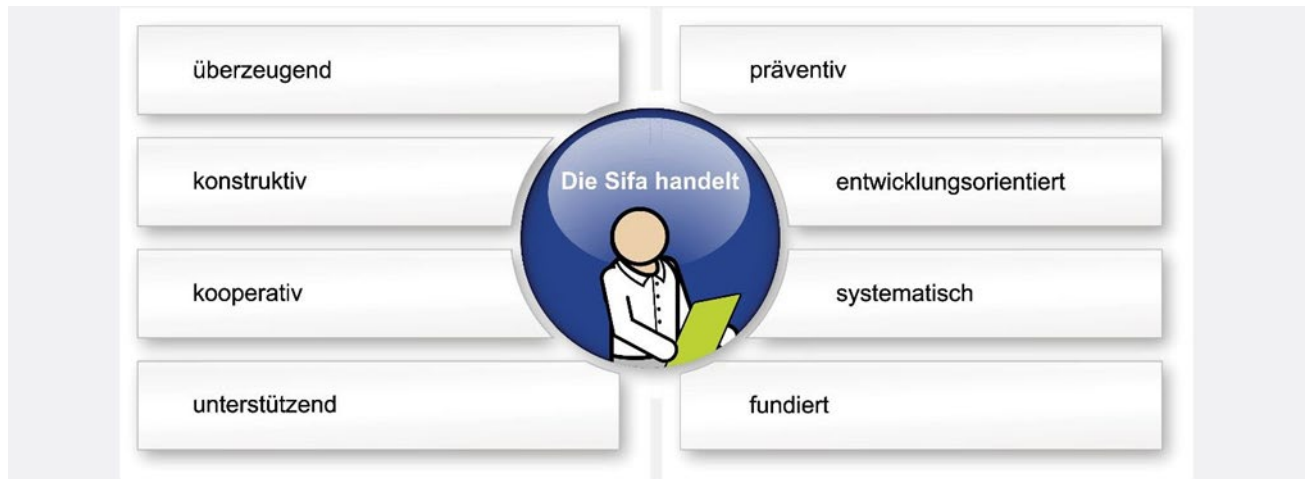 überzeugend
präventiv
konstruktiv
Die Sifa handelt
entwicklungsorientiert
kooperativ
systematisch
unterstützend
fundiert